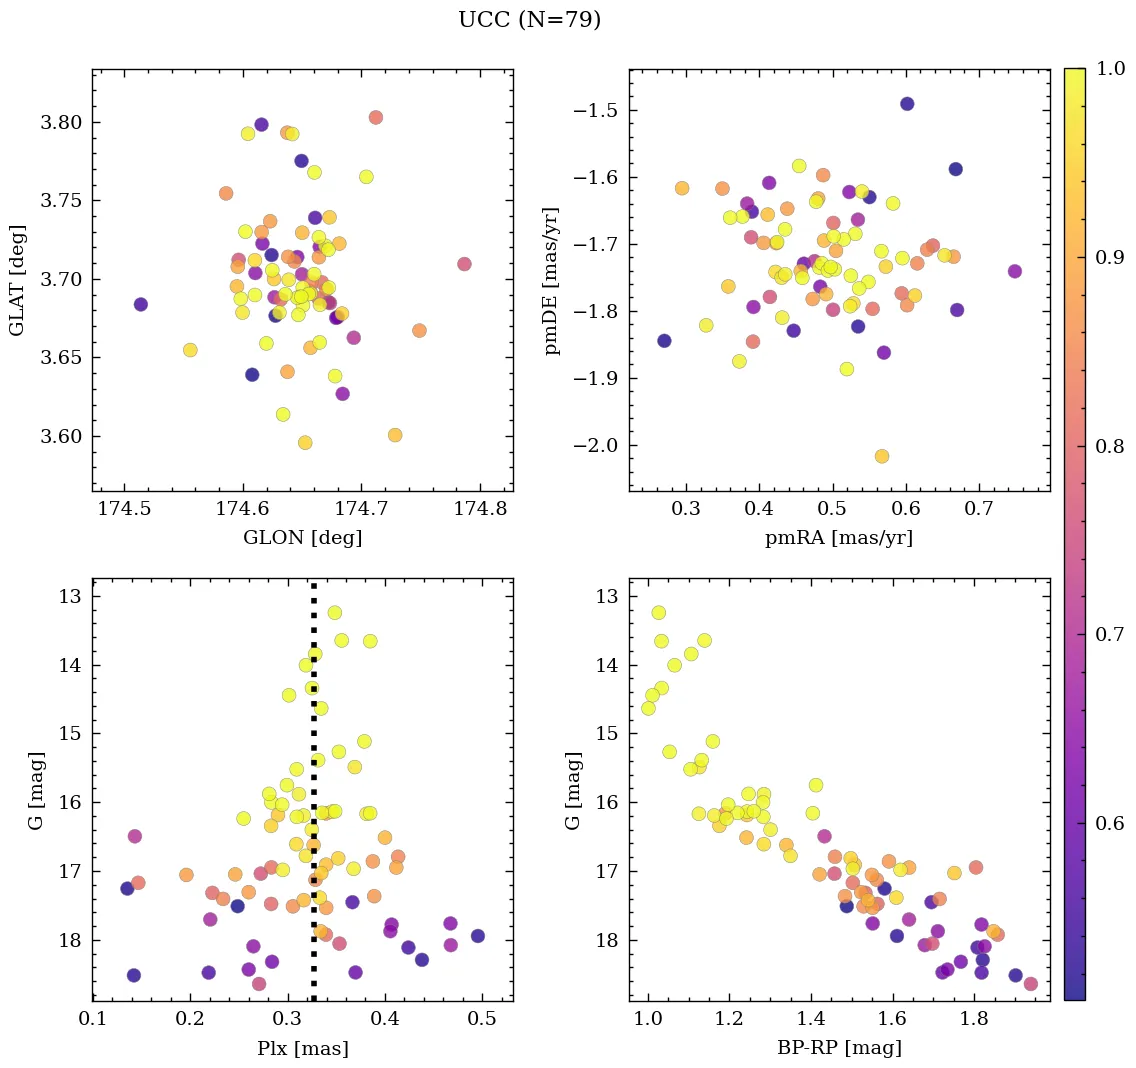 UCC (N=79)
3.80
3.75
3.70
3.65
3.60
GLAT [deg]
174.5 174.6 174.7 174.8
GLON [deg]
−1.5
−1.6
−1.7
−1.8
−1.9
−2.0
pmDE [mas/yr]
0.3 0.4 0.5 0.6 0.7
pmRA [mas/yr]
1.0
0.9
0.8
0.7
0.6
13
14
15
16
17
18
G [mag]
0.1 0.2 0.3 0.4 0.5
Plx [mas]
13
14
15
16
17
18
G [mag]
1.0 1.2 1.4 1.6 1.8
BP-RP [mag]